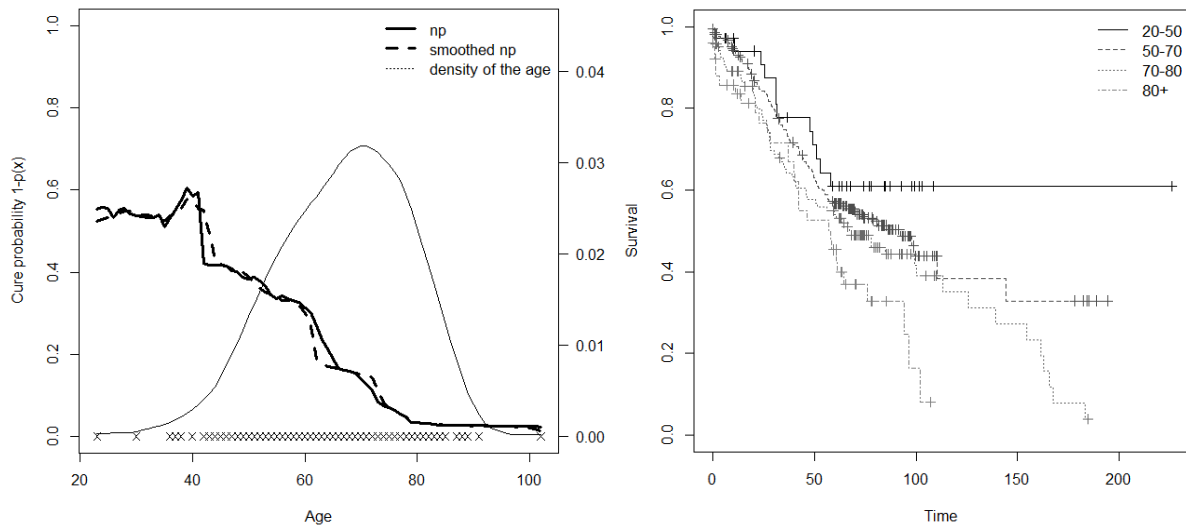 np
smoothed np
density of the age
Cure probability 1-p(x)
1.0
0.8
0.6
0.4
0.2
0.0
0.04
0.03
0.02
0.01
0.00
20 40 60 80 100
Age
20-50
50-70
70-80
80+
Survival
1.0
0.8
0.6
0.4
0.2
0.0
0 50 100 150 200
Time